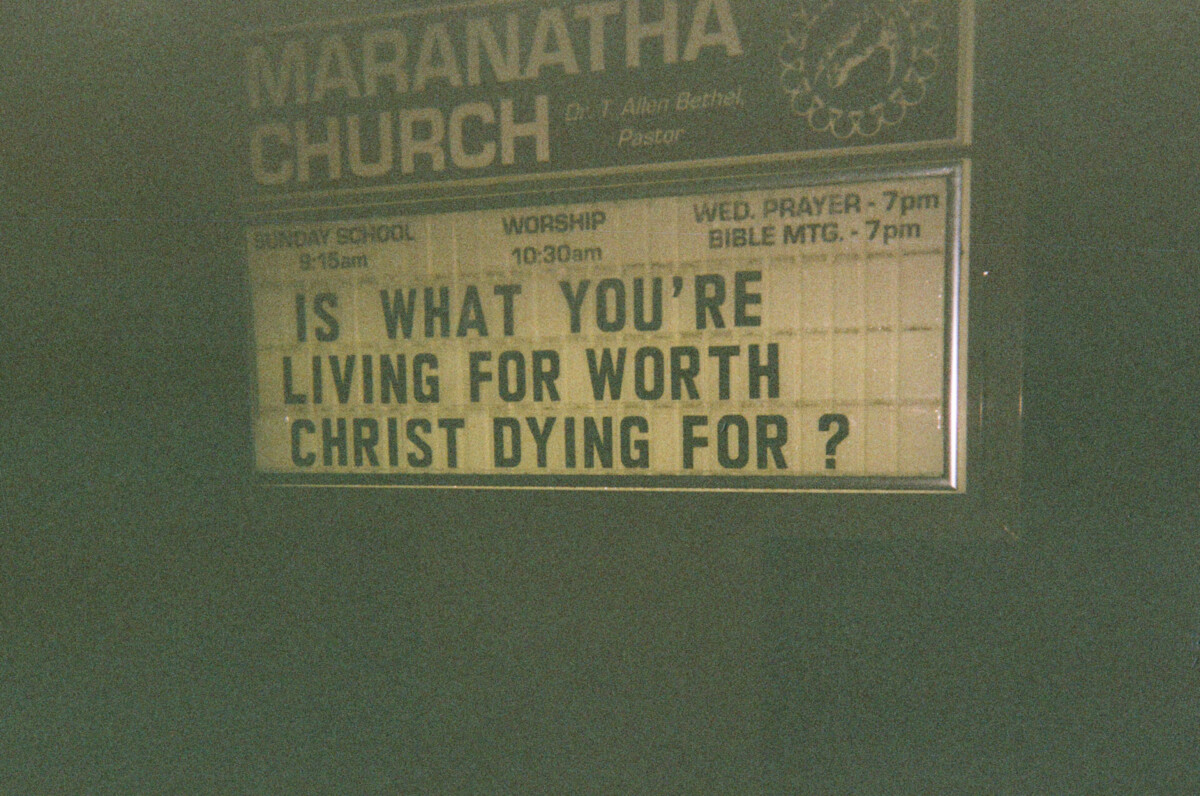 MARANATHA
CHURCH
Dr. T. Allen Bethel,
Pastor
SUNDAY SCHOOL
9:15am
WORSHIP
10:30am
WED. PRAYER - 7pm
BIBLE MTG. - 7pm
IS WHAT YOU'RE
LIVING FOR WORTH
CHRIST DYING FOR ?